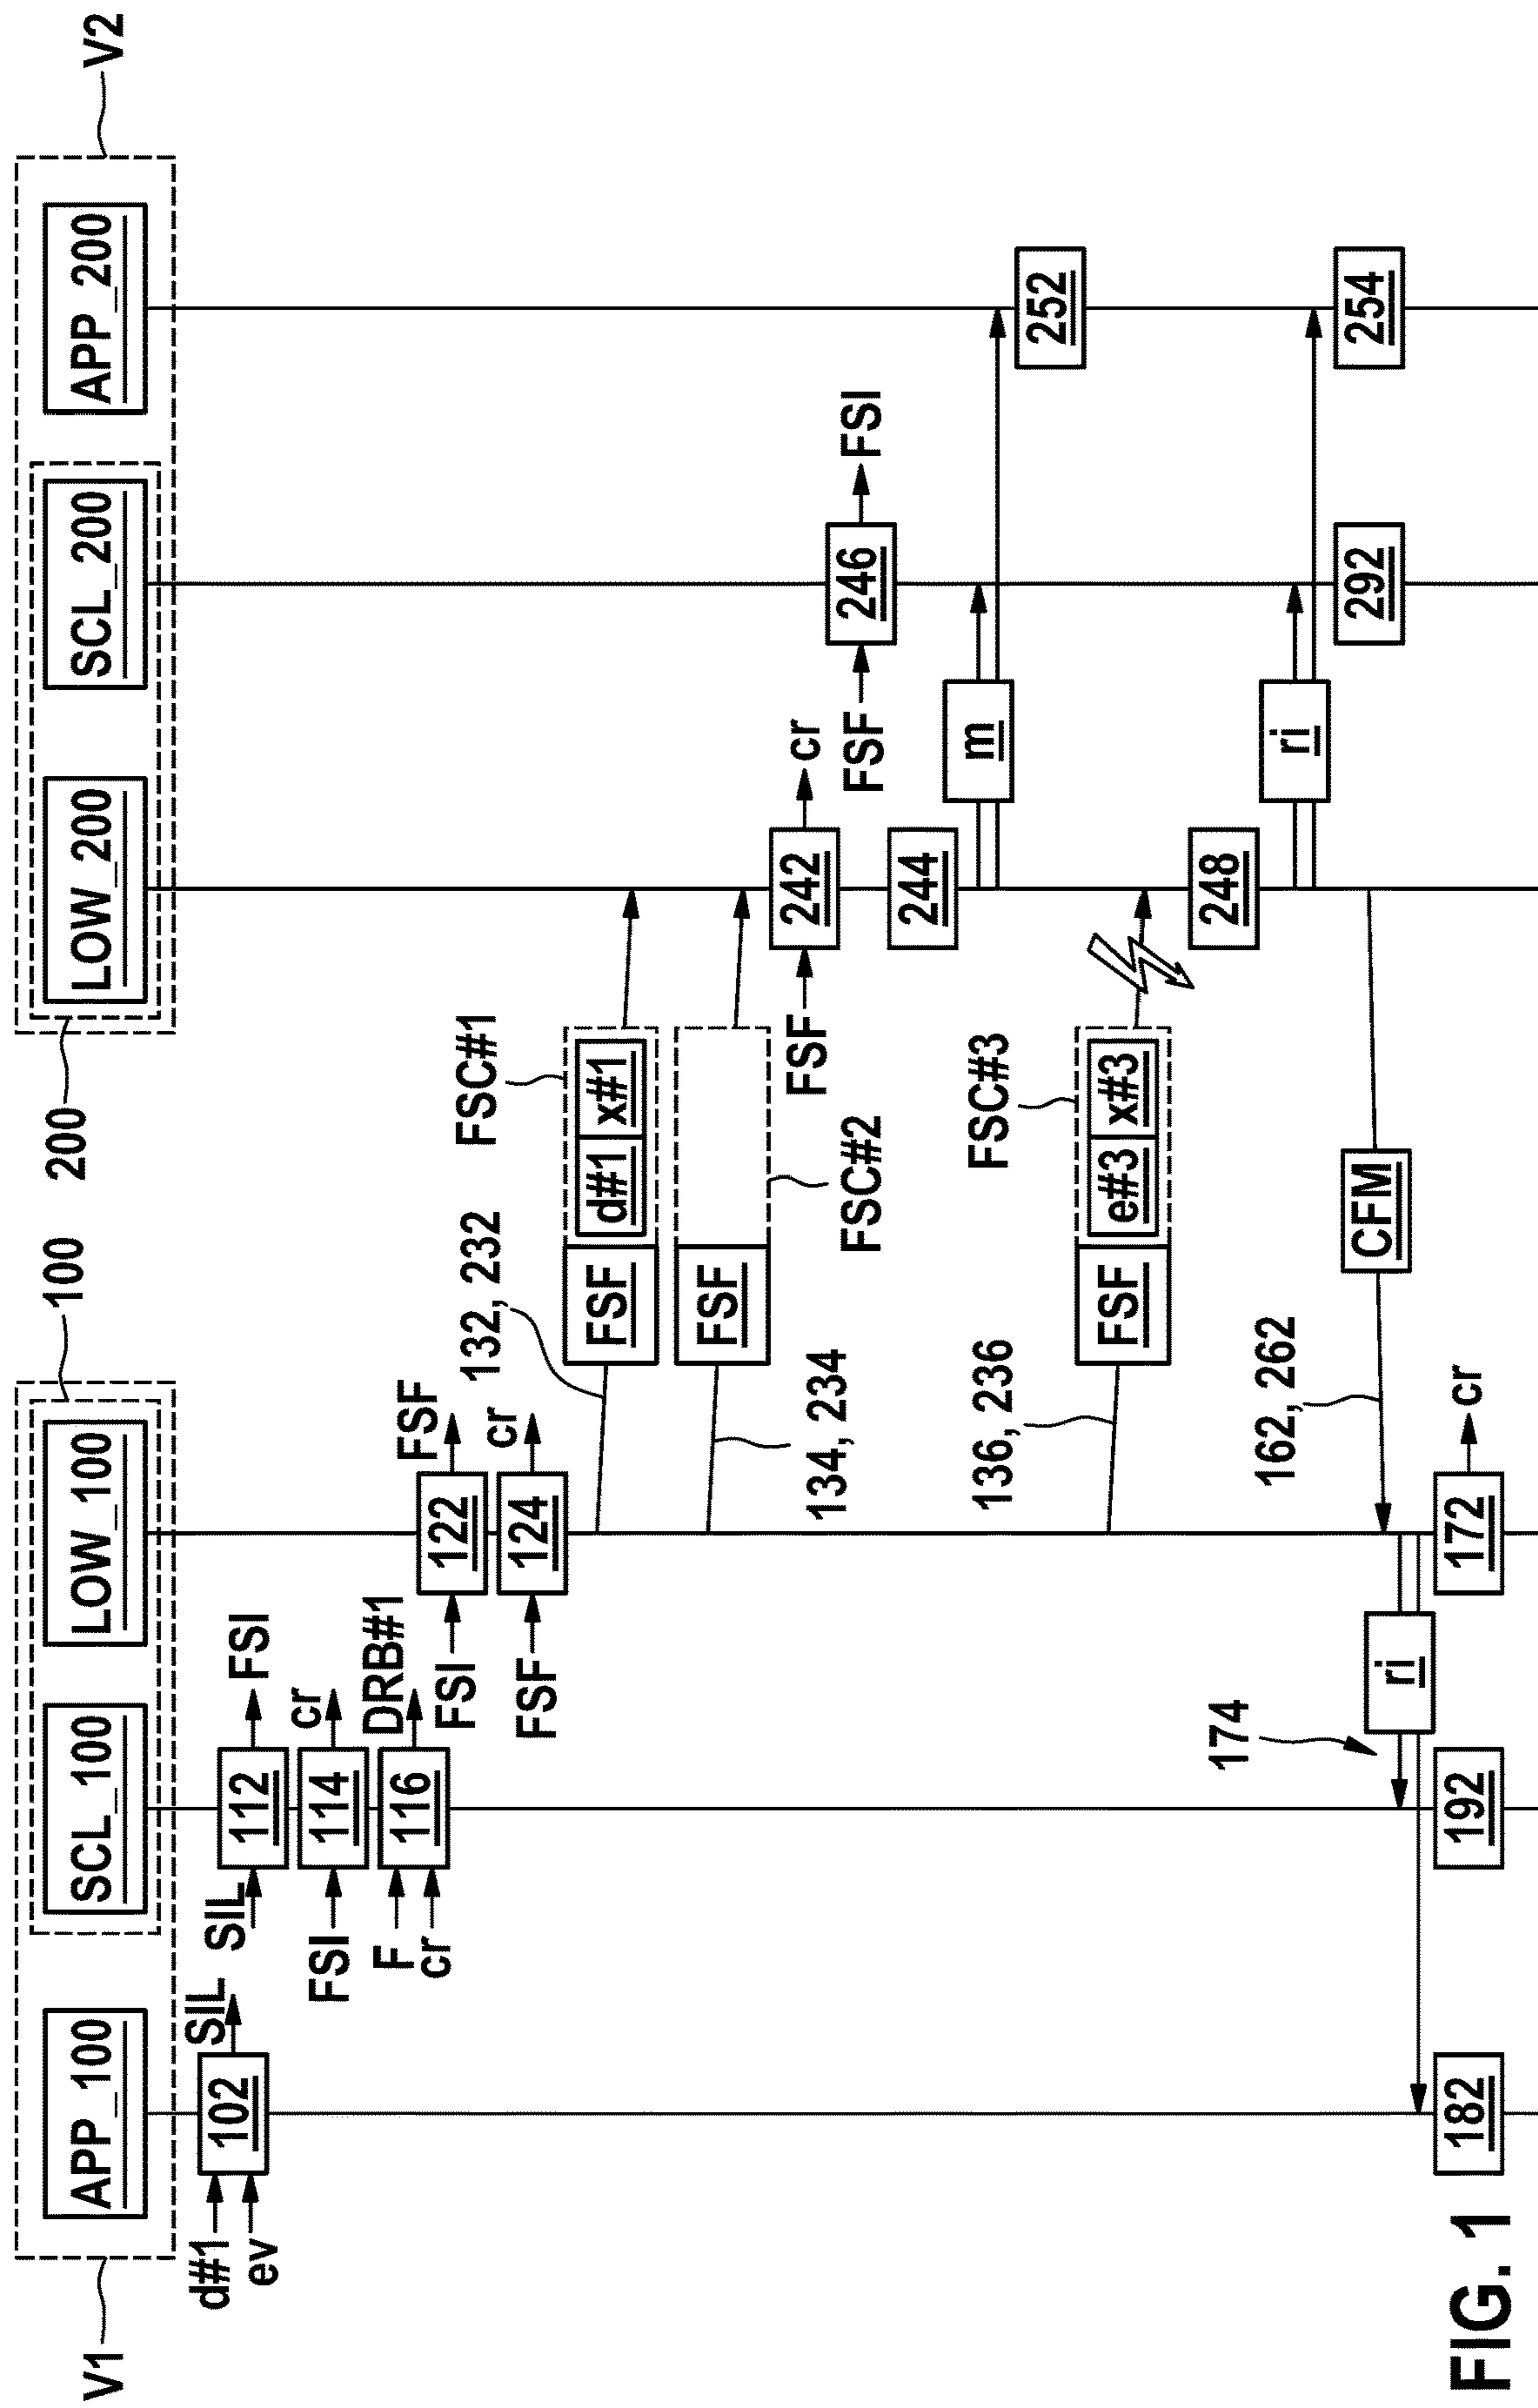 V1
V2
100
200
APP_100
SCL_100
LOW_100
LOW_200
SCL_200
APP_200
d#1
ev
102
SIL
SIL
112
FSI
FSI
114
cr
F
cr
116
DRB#1
FSI
122
FSF
FSF
124
cr
132, 232
FSF
d#1
x#1
FSC#1
134, 234
FSF
FSC#2
FSF
242
cr
FSF
246
FSI
244
m
252
136, 236
FSF
e#3
x#3
FSC#3
248
ri
292
254
162, 262
CFM
174
ri
182
192
172
cr
FIG. 1